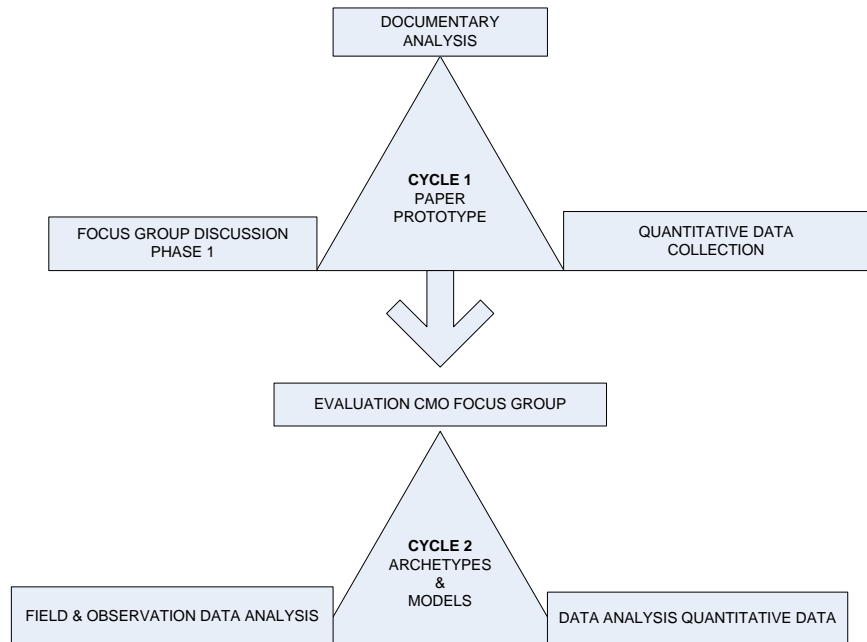 DOCUMENTARY
ANALYSIS
CYCLE 1
PAPER
PROTOTYPE
FOCUS GROUP DISCUSSION
PHASE 1
QUANTITATIVE DATA
COLLECTION
EVALUATION CMO FOCUS GROUP
CYCLE 2
ARCHETYPES
&
MODELS
FIELD & OBSERVATION DATA ANALYSIS
DATA ANALYSIS QUANTITATIVE DATA